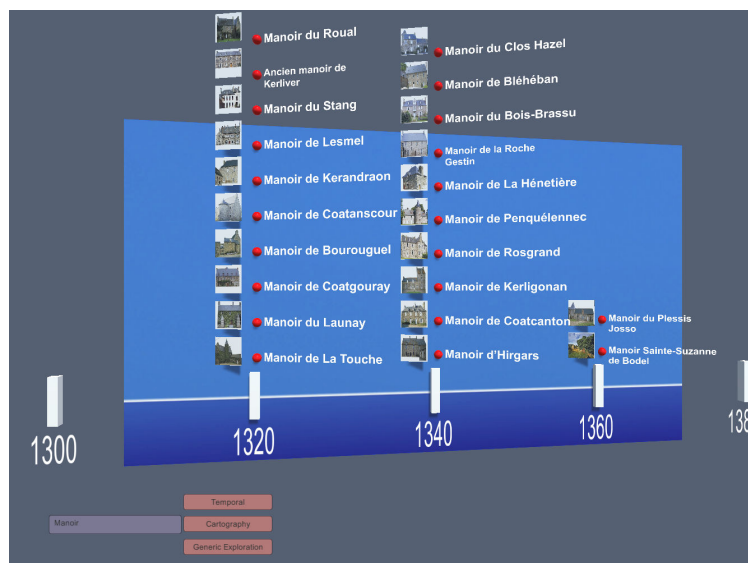 Manoir du Roual
Ancien manoir de
Kerliver
Manoir du Stang
Manoir de Lesmel
Manoir de Kerandraon
Manoir de Coatanscour
Manoir de Bourouguel
Manoir de Coatgouray
Manoir du Launay
Manoir de La Touche
Manoir du Clos Hazel
Manoir de Bléhéban
Manoir du Bois-Brassu
Manoir de la Roche
Gestin
Manoir de La Hénetière
Manoir de Penquélennec
Manoir de Rosgrand
Manoir de Kerligonan
Manoir de Coatcanton
Manoir d'Hirgars
Manoir du Plessis
Josso
Manoir Sainte-Suzanne
de Bodel
1300
1320
1340
1360
138
Temporal
Manoir
Cartography
Generic Exploration